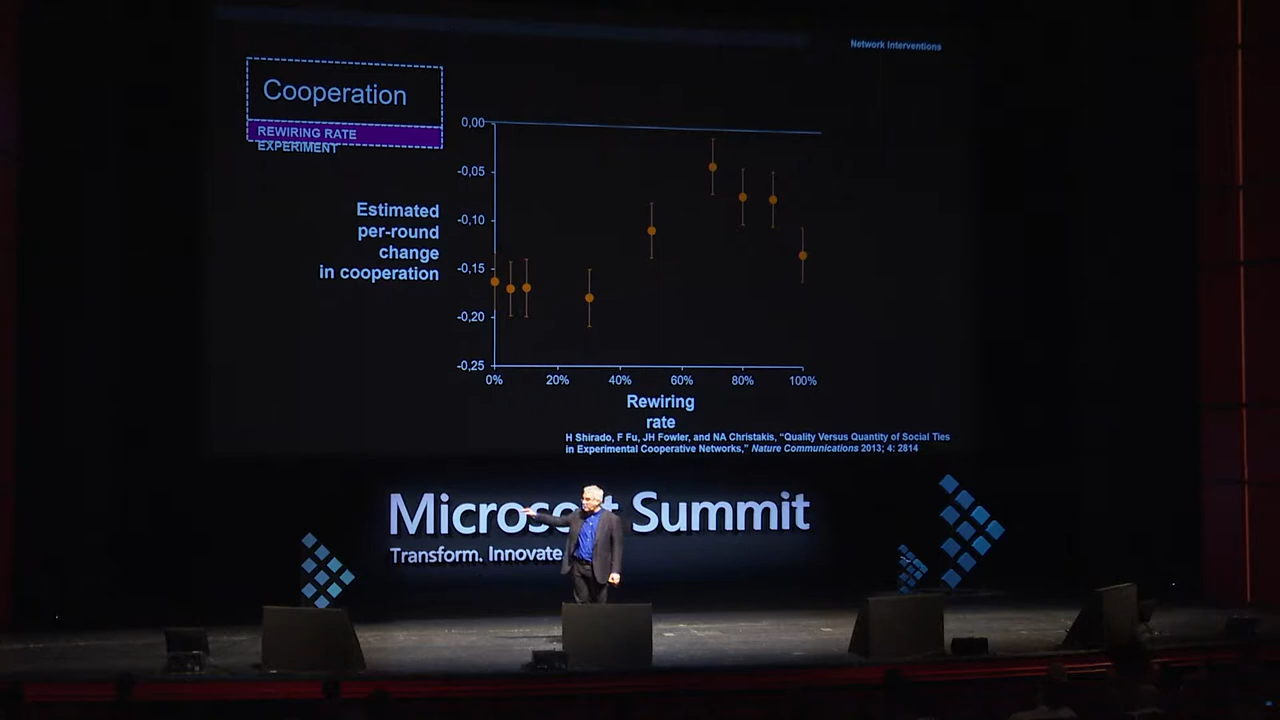 Network Interventions
Cooperation
REWIRING RATE
EXPERIMENT
Estimated
per-round
change
in cooperation
0,00
-0,05
-0,10
-0,15
-0,20
-0,25
0%
20%
40%
60%
80%
100%
Rewiring
rate
H Shirado, F Fu, JH Fowler, and NA Christakis, “Quality Versus Quantity of Social Ties
in Experimental Cooperative Networks,” Nature Communications 2013; 4: 2814
Microsoft Summit
Transform. Innovate